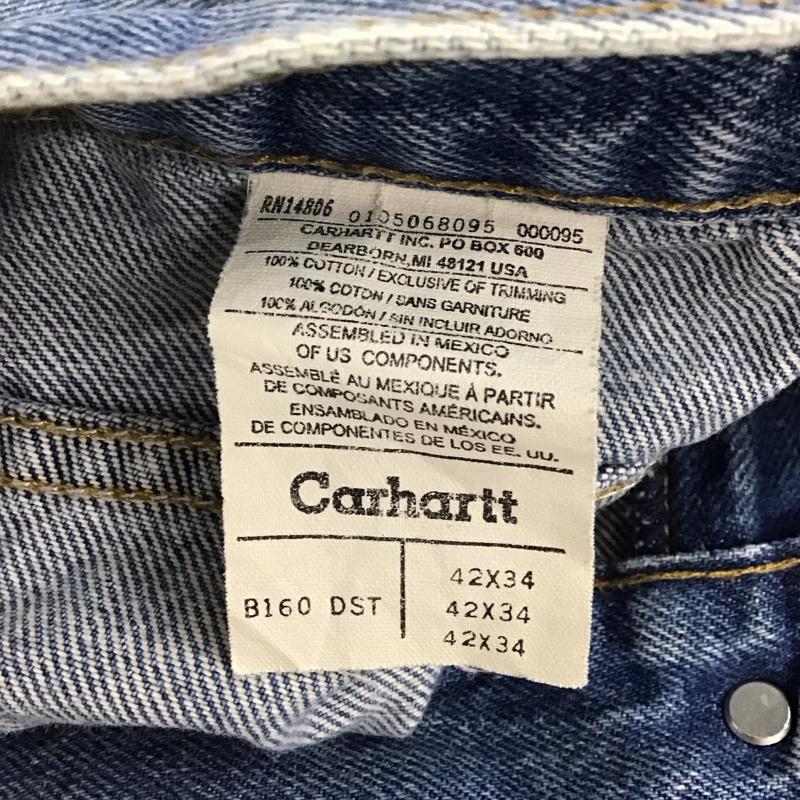 RN14806 0105068095 000095
CARHARTT INC. PO BOX 600
DEARBORN, MI 48121 USA
100% COTTON / EXCLUSIVE OF TRIMMING
100% COTON / SANS GARNITURE
100% ALGODÓN / SIN INCLUIR ADORNO
ASSEMBLED IN MEXICO
OF US COMPONENTS.
ASSEMBLÉ AU MEXIQUE À PARTIR
DE COMPOSANTS AMÉRICAINS.
ENSAMBLADO EN MÉXICO
DE COMPONENTES DE LOS EE. UU.
Carhartt
B160 DST
42X34
42X34
42X34